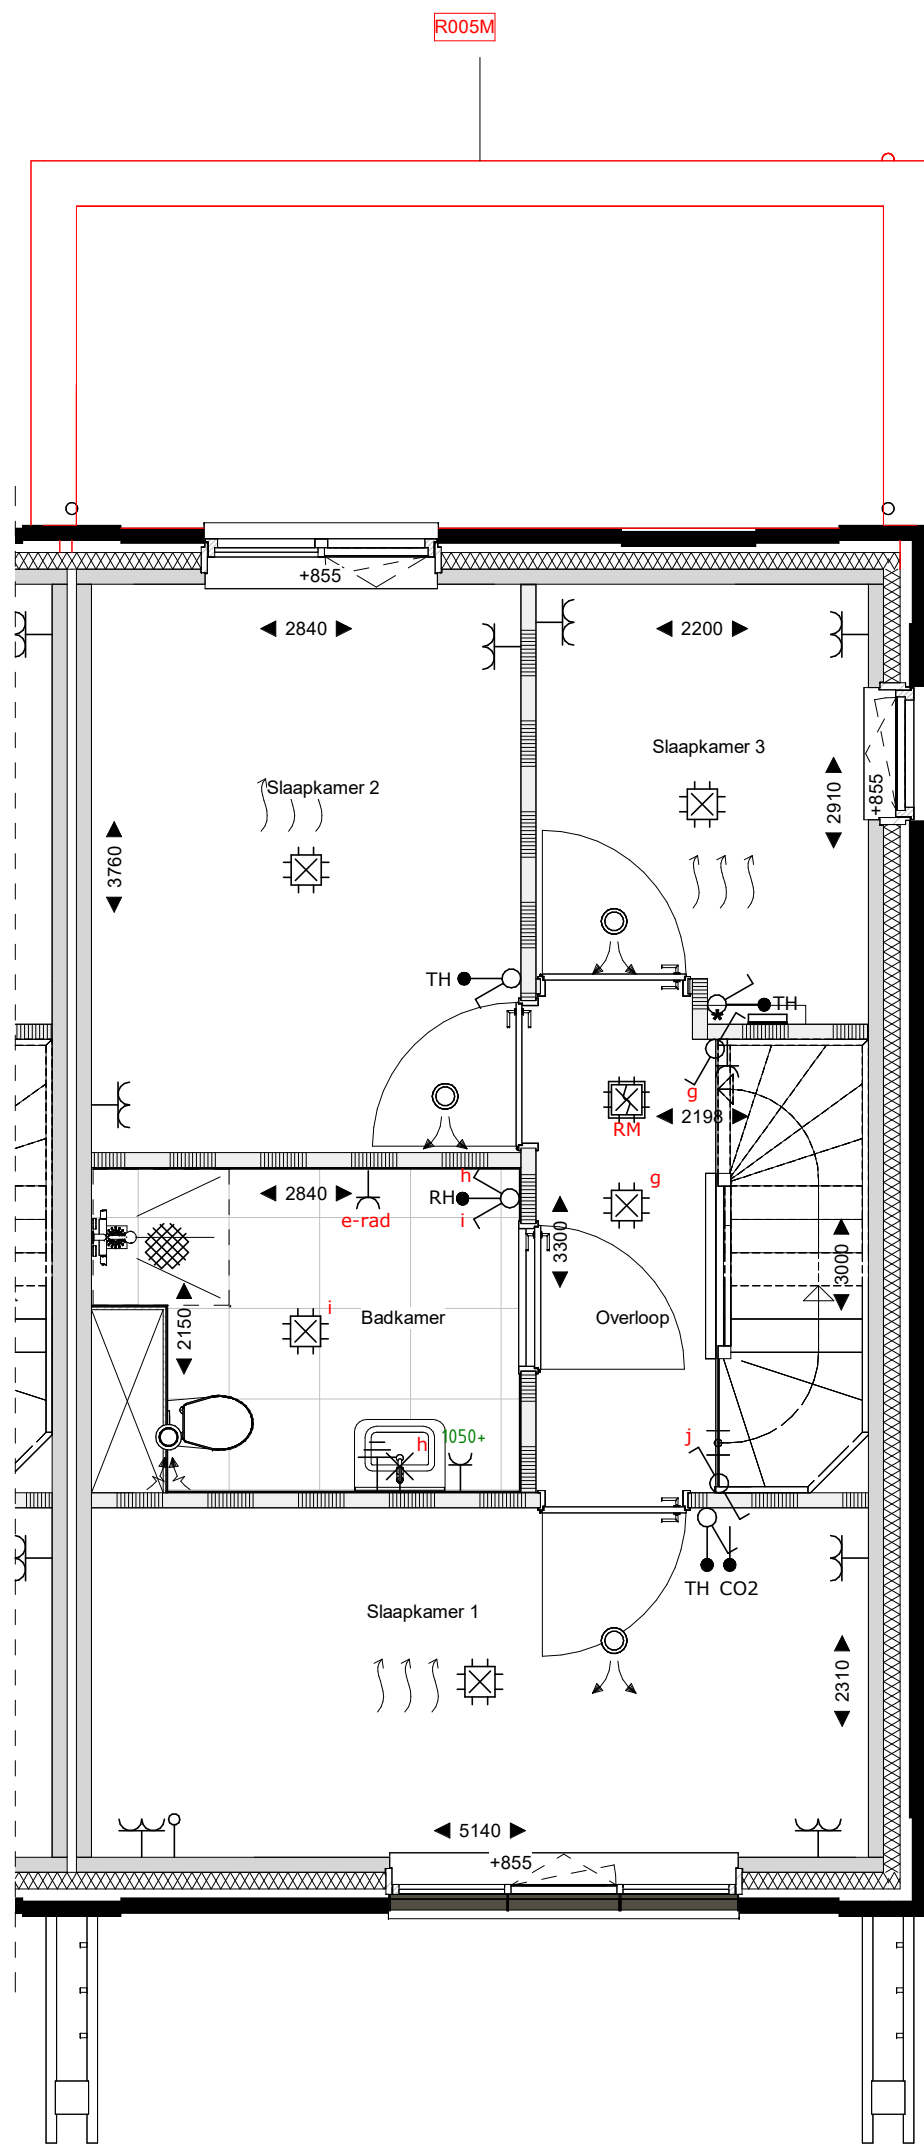 R005M
+855
2840
2200
Slaapkamer 3
Slaapkamer 2
+855
2910
3760
TH
TH
*
g
RM
2198
h
g
2840
RH
e-rad
i
3300
3000
i
Badkamer
Overloop
2150
h
1050+
j
TH CO2
Slaapkamer 1
2310
5140
+855